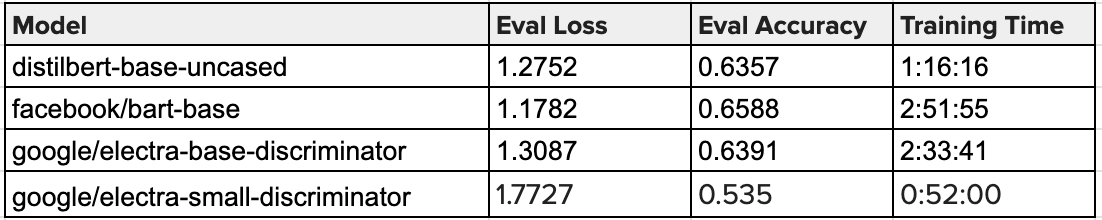 Model Eval Loss Eval Accuracy Training Time
distilbert-base-uncased 1.2752 0.6357 1:16:16
facebook/bart-base 1.1782 0.6588 2:51:55
google/electra-base-discriminator 1.3087 0.6391 2:33:41
google/electra-small-discriminator 1.7727 0.535 0:52:00